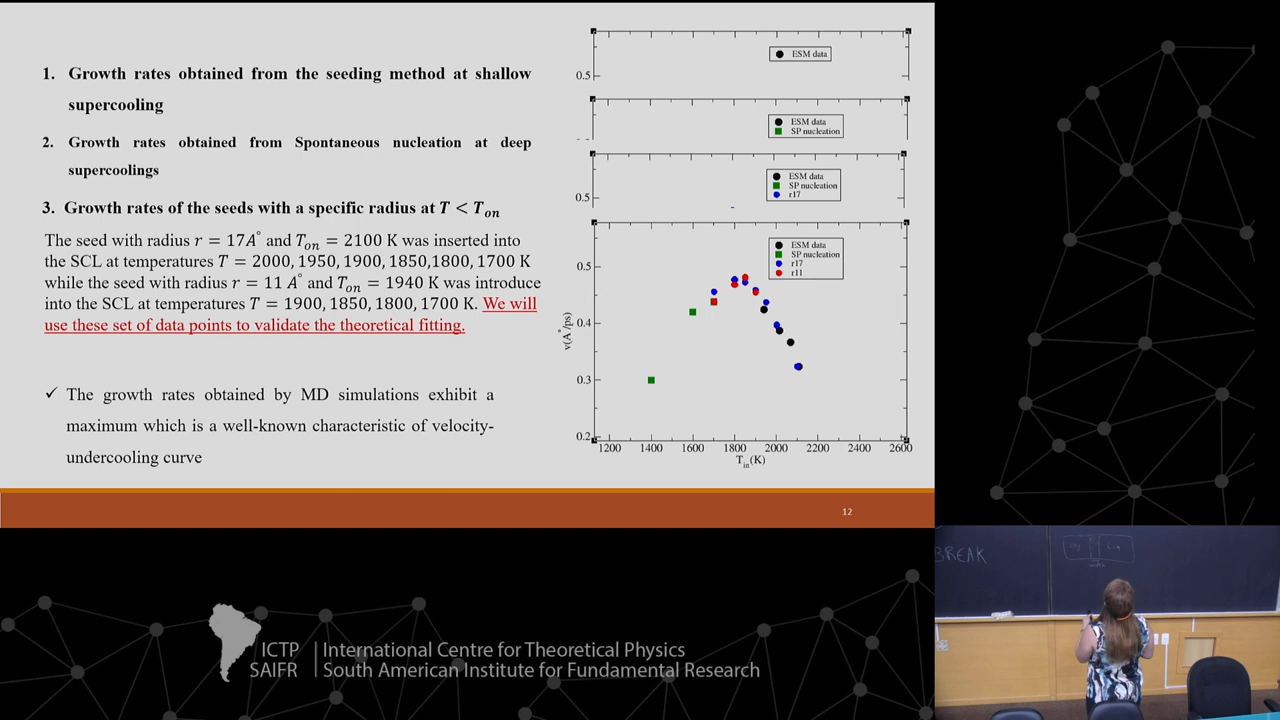 1. Growth rates obtained from the seeding method at shallow
supercooling
2. Growth rates obtained from Spontaneous nucleation at deep
supercoolings
3. Growth rates of the seeds with a specific radius at T < Ton
The seed with radius r = 17A° and Ton = 2100 K was inserted into
the SCL at temperatures T = 2000, 1950, 1900, 1850,1800, 1700 K
while the seed with radius r = 11 A° and Ton = 1940 K was introduce
into the SCL at temperatures T = 1900, 1850, 1800, 1700 K. We will
use these set of data points to validate the theoretical fitting.
✓ The growth rates obtained by MD simulations exhibit a
maximum which is a well-known characteristic of velocity-
undercooling curve
ESM data
0.5
ESM data
SP nucleation
ESM data
SP nucleation
r17
0.5
ESM data
SP nucleation
r17
r11
0.5
0.4
0.3
0.2
v(A°/ps)
1200 1400 1600 1800 2000 2200 2400 2600
Tin(K)
12
BREAK
ICTP International Centre for Theoretical Physics
SAIFR South American Institute for Fundamental Research